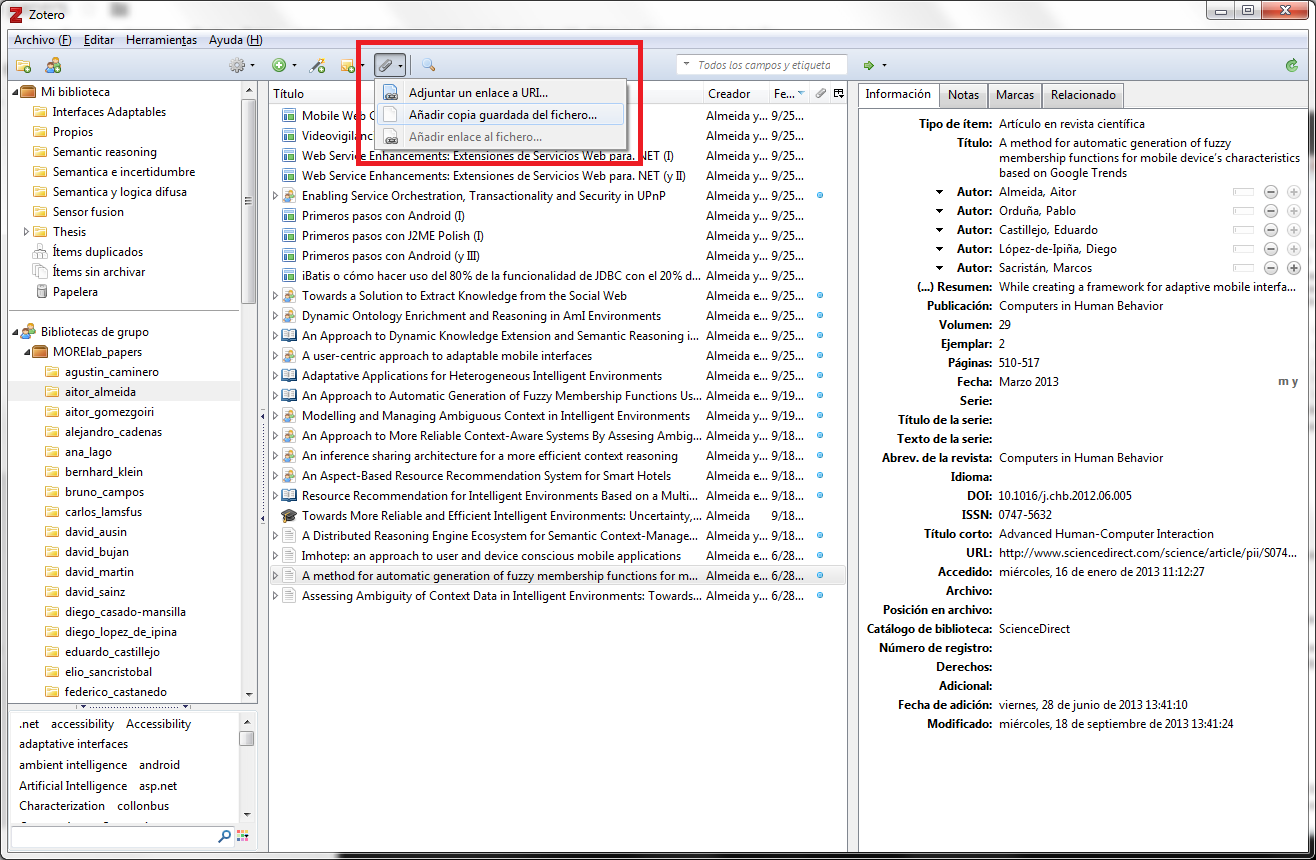 Zotero
Archivo (F) Editar Herramientas Ayuda (H)
Todos los campos y etiqueta
Mi biblioteca
Interfaces Adaptables
Propios
Semantic reasoning
Semantica e incertidumbre
Semantica y logica difusa
Sensor fusion
Thesis
Ítems duplicados
Ítems sin archivar
Papelera
Bibliotecas de grupo
MORElab_papers
agustin_caminero
aitor_almeida
aitor_gomezgoiri
alejandro_cadenas
ana_lago
bernhard_klein
bruno_campos
carlos_lamsfus
david_ausin
david_bujan
david_martin
david_sainz
diego_casado-mansilla
diego_lopez_de_ipina
eduardo_castillejo
elio_sancristobal
federico_castanedo
.net accessibility Accessibility
adaptative interfaces
ambient intelligence android
Artificial Intelligence asp.net
Characterization collonbus
Adjuntar un enlace a URI...
Añadir copia guardada del fichero...
Añadir enlace al fichero...
Título Creador Fe...
Mobile Web C Almeida y... 9/25...
Videovigilanc Almeida y... 9/25...
Web Service Enhancements: Extensiones de Servicios Web para. NET (I) Almeida y... 9/25...
Web Service Enhancements: Extensiones de Servicios Web para. NET (y II) Almeida y... 9/25...
Enabling Service Orchestration, Transactionality and Security in UPnP Almeida y... 9/25...
Primeros pasos con Android (I) Almeida y... 9/25...
Primeros pasos con J2ME Polish (I) Almeida y... 9/25...
Primeros pasos con Android (y III) Almeida y... 9/25...
iBatis o cómo hacer uso del 80% de la funcionalidad de JDBC con el 20% d... Almeida y... 9/25...
Towards a Solution to Extract Knowledge from the Social Web Almeida e... 9/25...
Dynamic Ontology Enrichment and Reasoning in AmI Environments Almeida y... 9/25...
An Approach to Dynamic Knowledge Extension and Semantic Reasoning i... Almeida e... 9/25...
A user-centric approach to adaptable mobile interfaces Almeida e... 9/25...
Adaptative Applications for Heterogeneous Intelligent Environments Almeida e... 9/25...
An Approach to Automatic Generation of Fuzzy Membership Functions Us... Almeida e... 9/19...
Modelling and Managing Ambiguous Context in Intelligent Environments Almeida e... 9/19...
An Approach to More Reliable Context-Aware Systems By Assesing Ambig... Almeida e... 9/18...
An inference sharing architecture for a more efficient context reasoning Almeida y... 9/18...
An Aspect-Based Resource Recommendation System for Smart Hotels Almeida e... 9/18...
Resource Recommendation for Intelligent Environments Based on a Multi... Almeida e... 9/18...
Towards More Reliable and Efficient Intelligent Environments: Uncertainty,... Almeida 9/18...
A Distributed Reasoning Engine Ecosystem for Semantic Context-Manage... Almeida y... 9/18...
Imhotep: an approach to user and device conscious mobile applications Almeida e... 6/28...
A method for automatic generation of fuzzy membership functions for m... Almeida e... 6/28...
Assessing Ambiguity of Context Data in Intelligent Environments: Towards... Almeida y... 6/28...
Información Notas Marcas Relacionado
Tipo de ítem: Artículo en revista científica
Título: A method for automatic generation of fuzzy
membership functions for mobile device's characteristics
based on Google Trends
Autor: Almeida, Aitor
Autor: Orduña, Pablo
Autor: Castillejo, Eduardo
Autor: López-de-Ipiña, Diego
Autor: Sacristán, Marcos
(...) Resumen: While creating a framework for adaptive mobile interfa...
Publicación: Computers in Human Behavior
Volumen: 29
Ejemplar: 2
Páginas: 510-517
Fecha: Marzo 2013 m y
Serie:
Título de la serie:
Texto de la serie:
Abrev. de la revista: Computers in Human Behavior
Idioma:
DOI: 10.1016/j.chb.2012.06.005
ISSN: 0747-5632
Título corto: Advanced Human-Computer Interaction
URL: http://www.sciencedirect.com/science/article/pii/S074...
Accedido: miércoles, 16 de enero de 2013 11:12:27
Archivo:
Posición en archivo:
Catálogo de biblioteca: ScienceDirect
Número de registro:
Derechos:
Adicional:
Fecha de adición: viernes, 28 de junio de 2013 13:41:10
Modificado: miércoles, 18 de septiembre de 2013 13:41:24